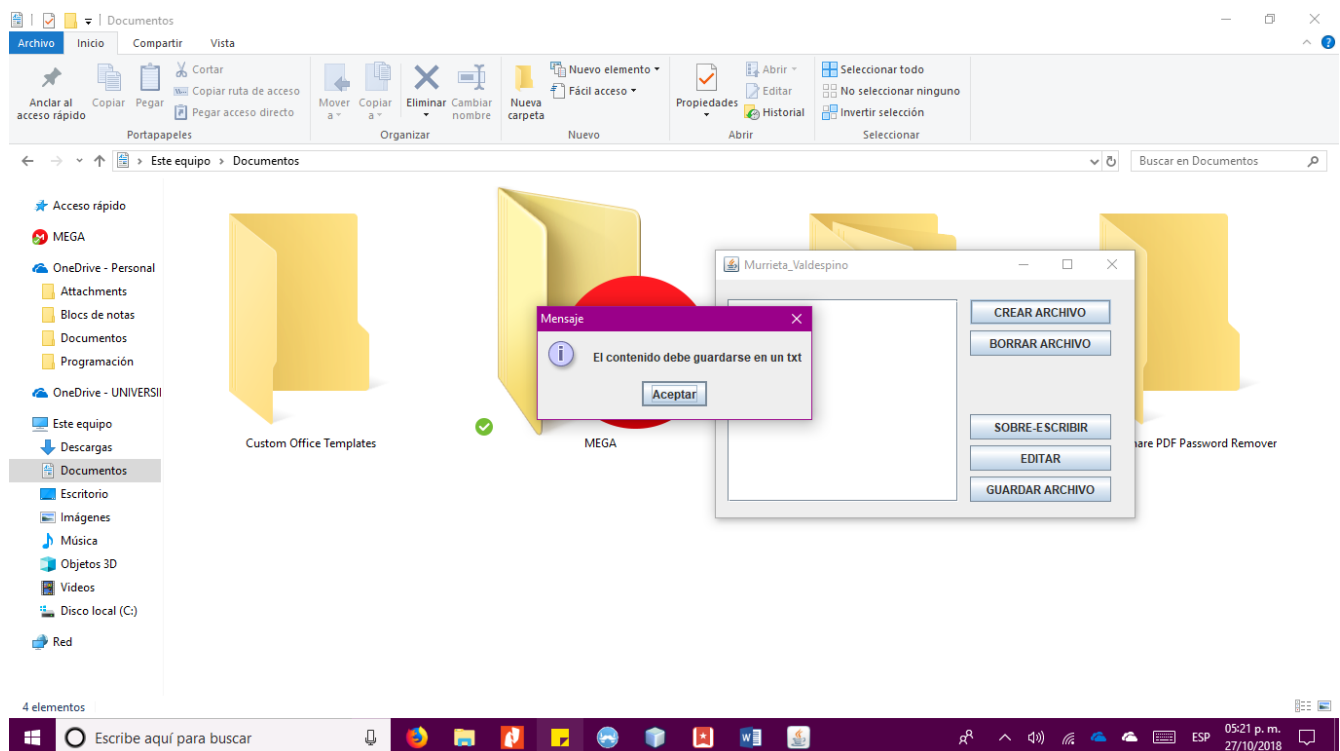 Documentos
Archivo Inicio Compartir Vista
Anclar al acceso rápido
Copiar
Pegar
Cortar
Copiar ruta de acceso
Pegar acceso directo
Portapapeles
Mover a
Copiar a
Eliminar
Cambiar nombre
Organizar
Nueva carpeta
Nuevo elemento
Fácil acceso
Nuevo
Propiedades
Abrir
Editar
Historial
Abrir
Seleccionar todo
No seleccionar ninguno
Invertir selección
Seleccionar
Este equipo > Documentos
Buscar en Documentos
Acceso rápido
MEGA
OneDrive - Personal
Attachments
Blocs de notas
Documentos
Programación
OneDrive - UNIVERSI
Este equipo
Descargas
Documentos
Escritorio
Imágenes
Música
Objetos 3D
Videos
Disco local (C:)
Red
Custom Office Templates
MEGA
are PDF Password Remover
Murrieta_Valdespino
CREAR ARCHIVO
BORRAR ARCHIVO
SOBRE-ESCRIBIR
EDITAR
GUARDAR ARCHIVO
Mensaje
El contenido debe guardarse en un txt
Aceptar
4 elementos
Escribe aquí para buscar
ESP
05:21 p. m.
27/10/2018